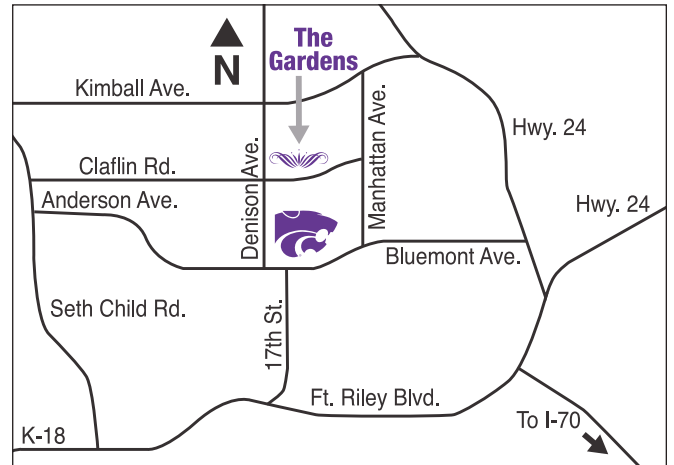 The
Gardens
N
Kimball Ave.
Hwy. 24
Manhattan Ave.
Claflin Rd.
Denison Ave.
Anderson Ave.
Hwy. 24
Bluemont Ave.
Seth Child Rd.
17th St.
Ft. Riley Blvd.
To I-70
K-18